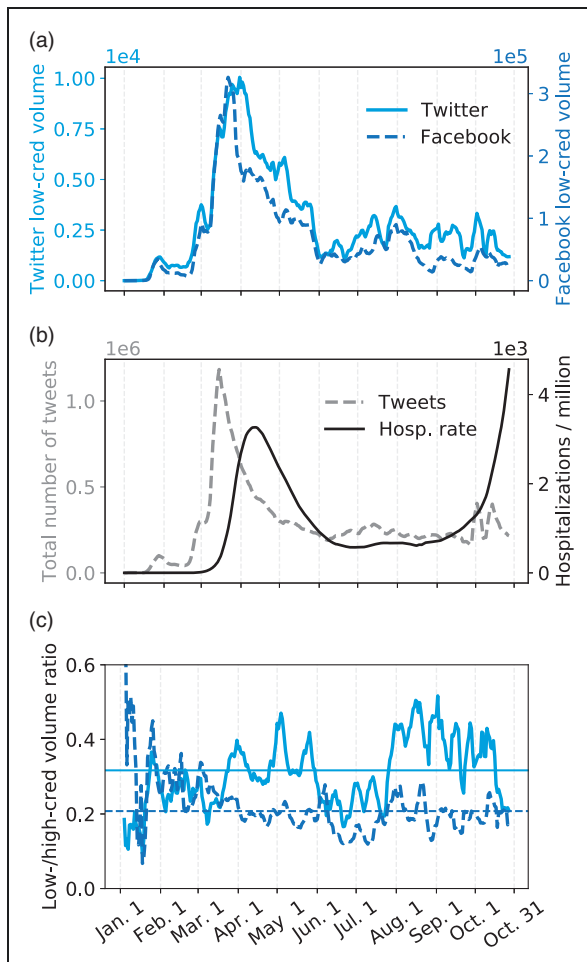 (a)
1e4
1e5
Twitter low-cred volume
1.00
0.75
0.50
0.25
0.00
Twitter
Facebook
3
2
1
0
Facebook low-cred volume
(b)
1e6
1e3
Total number of tweets
1.0
0.5
0.0
Tweets
Hosp. rate
4
2
0
Hospitalizations / million
(c)
Low-/high-cred volume ratio
0.6
0.4
0.2
0.0
Jan. 1
Feb. 1
Mar. 1
Apr. 1
May 1
Jun. 1
Jul. 1
Aug. 1
Sep. 1
Oct. 1
Oct. 31